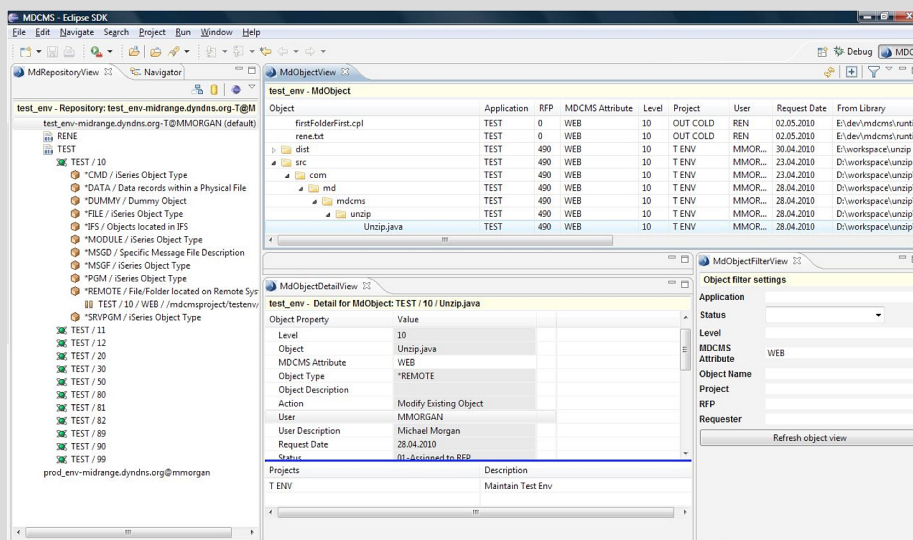 MDCMS - Eclipse SDK
File Edit Navigate Search Project Run Window Help
Debug MDC
MdRepositoryView Navigator
test_env - Repository: test_env-midrange.dyndns.org-T@M
test_env-midrange.dyndns.org-T@MMORGAN (default)
RENE
TEST
TEST / 10
*CMD / iSeries Object Type
*DATA / Data records within a Physical File
*DUMMY / Dummy Object
*FILE / iSeries Object Type
*IFS / Objects located in IFS
*MODULE / iSeries Object Type
*MSGD / Specific Message File Description
*MSGF / iSeries Object Type
*PGM / iSeries Object Type
*REMOTE / File/Folder located on Remote Sys
TEST / 10 / WEB / /mdcmsproject/testenv/
*SRVPGM / iSeries Object Type
TEST / 11
TEST / 12
TEST / 20
TEST / 30
TEST / 50
TEST / 80
TEST / 81
TEST / 82
TEST / 89
TEST / 90
TEST / 99
prod_env-midrange.dyndns.org@mmorgan
MdObjectView
test_env - MdObject
Object Application RFP MDCMS Attribute Level Project User Request Date From Library
firstFolderFirst.cpl TEST 0 WEB 10 OUT COLD REN 02.05.2010 E:\dev\mdcms\runti
rene.txt TEST 0 WEB 10 OUT COLD REN 02.05.2010 E:\dev\mdcms\runti
dist TEST 490 WEB 10 T ENV MMOR... 30.04.2010 E:\workspace\unzip
src TEST 490 WEB 10 T ENV MMOR... 23.04.2010 D:\workspace\unzip
com TEST 490 WEB 10 T ENV MMOR... 23.04.2010 D:\workspace\unzip\
md TEST 490 WEB 10 T ENV MMOR... 28.04.2010 D:\workspace\unzip\
mdcms TEST 490 WEB 10 T ENV MMOR... 28.04.2010 D:\workspace\unzip\
unzip TEST 490 WEB 10 T ENV MMOR... 28.04.2010 D:\workspace\unzip\
Unzip.java TEST 490 WEB 10 T ENV MMOR... 28.04.2010 D:\workspace\unzip\
MdObjectDetailView
test_env - Detail for MdObject: TEST / 10 / Unzip.java
Object Property Value
Level 10
Object Unzip.java
MDCMS Attribute WEB
Object Type *REMOTE
Object Description
Action Modify Existing Object
User MMORGAN
User Description Michael Morgan
Request Date 28.04.2010
Status 01-Assigned to RFP
Projects Description
T ENV Maintain Test Env
MdObjectFilterView
Object filter settings
Application
Status
Level
MDCMS Attribute WEB
Object Name
Project
RFP
Requester
Refresh object view